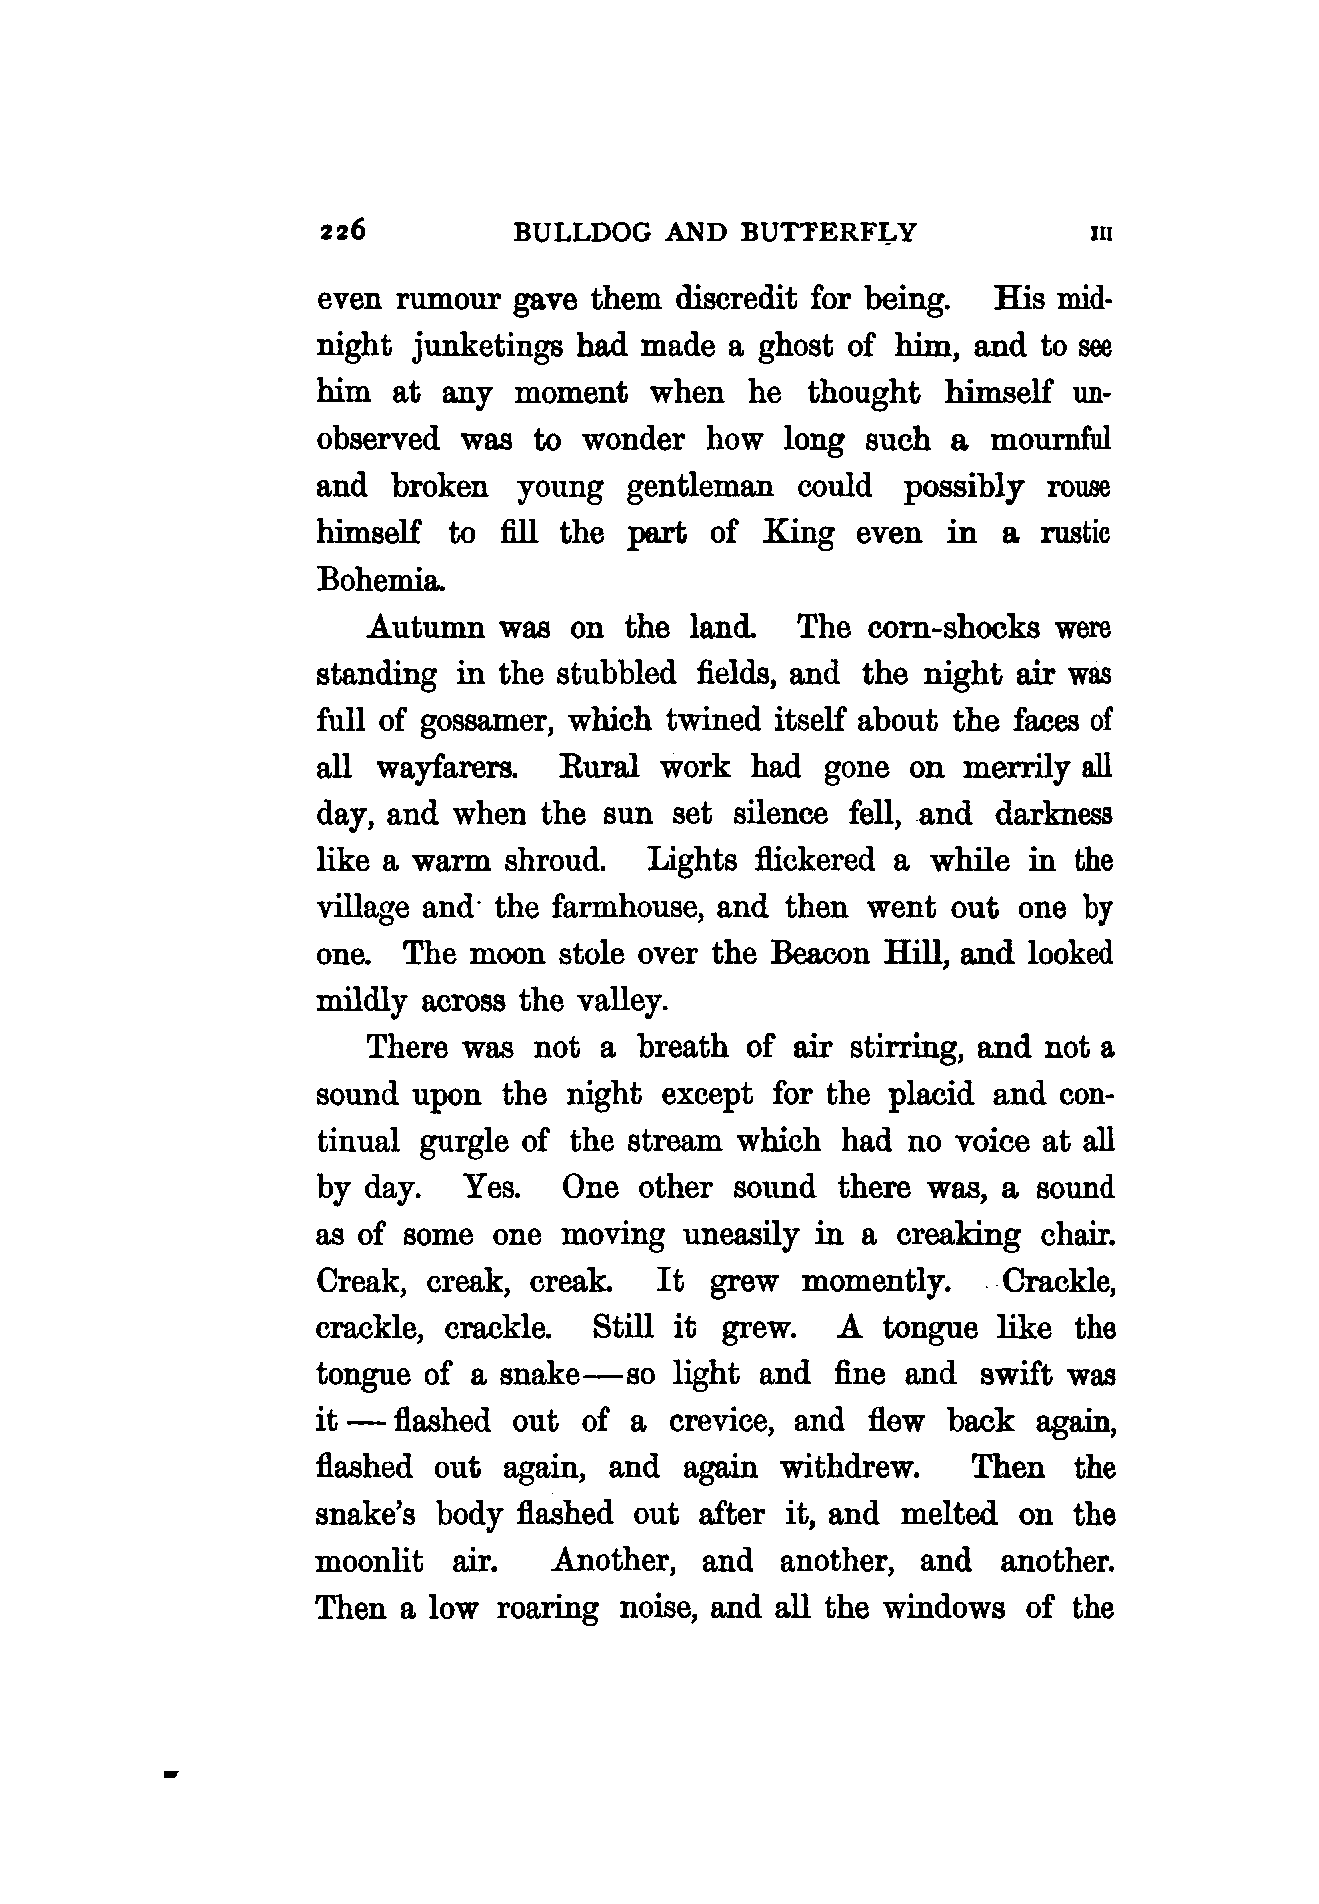 226 BULLDOG AND BUTTERFLY III
even rumour gave them discredit for being. His mid-
night junketings had made a ghost of him, and to see
him at any moment when he thought himself un-
observed was to wonder how long such a mournful
and broken young gentleman could possibly rouse
himself to fill the part of King even in a rustic
Bohemia.
Autumn was on the land. The corn-shocks were
standing in the stubbled fields, and the night air was
full of gossamer, which twined itself about the faces of
all wayfarers. Rural work had gone on merrily all
day, and when the sun set silence fell, and darkness
like a warm shroud. Lights flickered a while in the
village and the farmhouse, and then went out one by
one. The moon stole over the Beacon Hill, and looked
mildly across the valley.
There was not a breath of air stirring, and not a
sound upon the night except for the placid and con-
tinual gurgle of the stream which had no voice at all
by day. Yes. One other sound there was, a sound
as of some one moving uneasily in a creaking chair.
Creak, creak, creak. It grew momently. Crackle,
crackle, crackle. Still it grew. A tongue like the
tongue of a snake—so light and fine and swift was
it — flashed out of a crevice, and flew back again,
flashed out again, and again withdrew. Then the
snake's body flashed out after it, and melted on the
moonlit air. Another, and another, and another.
Then a low roaring noise, and all the windows of the